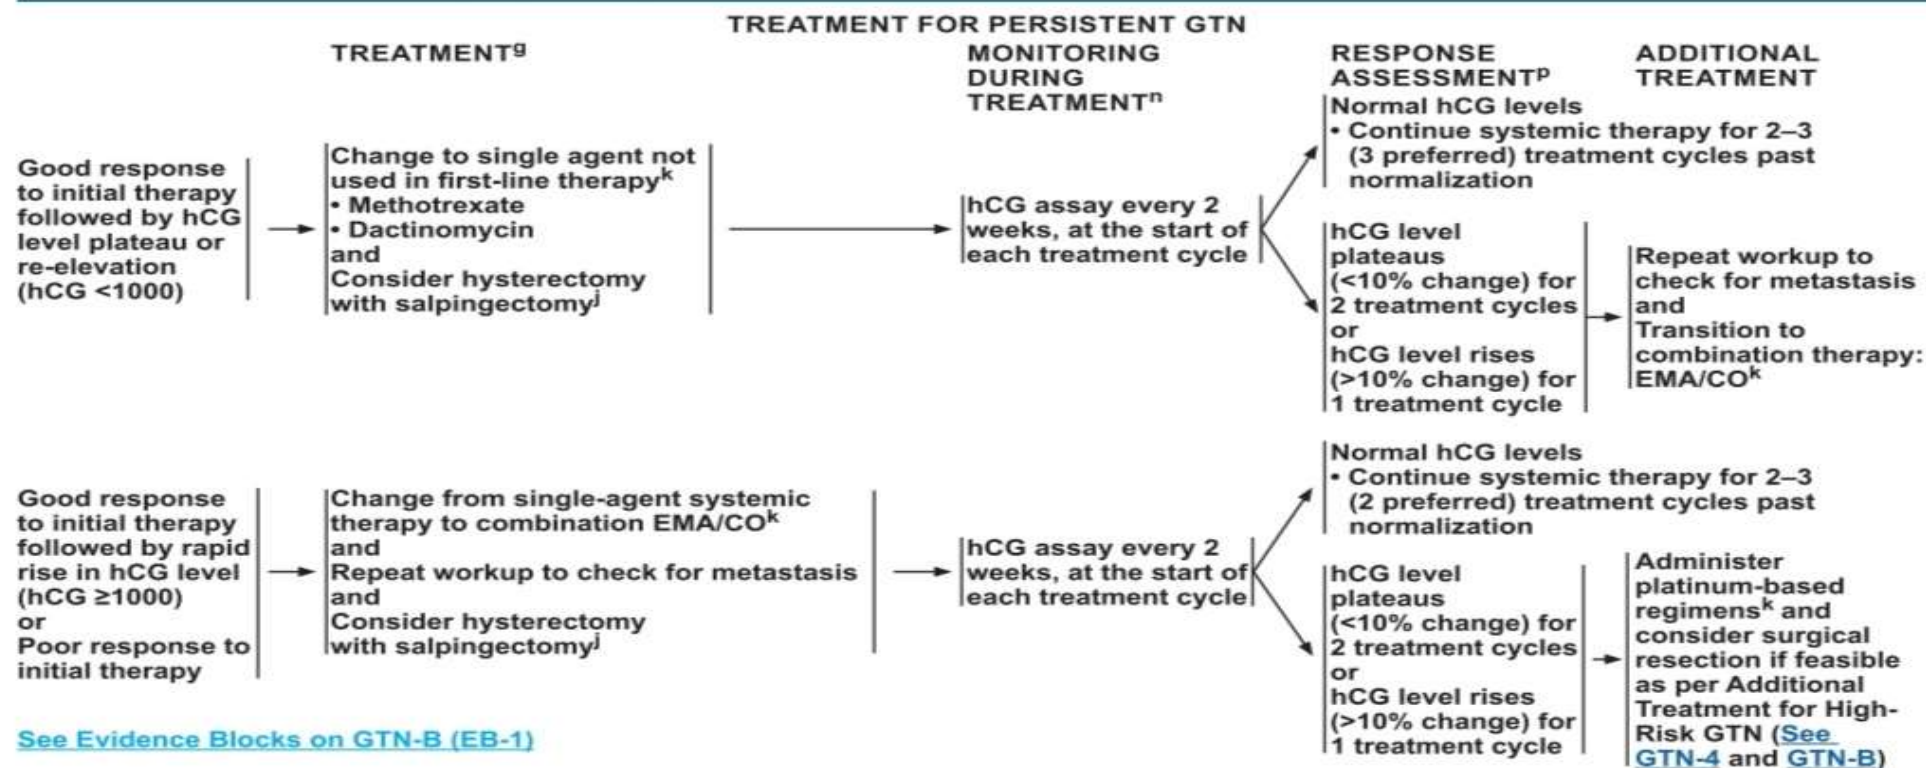 TREATMENT FOR PERSISTENT GTN
TREATMENTg
MONITORING
DURING
TREATMENTn
RESPONSE
ASSESSMENTp
ADDITIONAL
TREATMENT
Good response
to initial therapy
followed by hCG
level plateau or
re-elevation
(hCG <1000)
Change to single agent not
used in first-line therapyk
• Methotrexate
• Dactinomycin
and
Consider hysterectomy
with salpingectomyj
hCG assay every 2
weeks, at the start of
each treatment cycle
Normal hCG levels
• Continue systemic therapy for 2–3
(3 preferred) treatment cycles past
normalization
hCG level
plateaus
(<10% change) for
2 treatment cycles
or
hCG level rises
(>10% change) for
1 treatment cycle
Repeat workup to
check for metastasis
and
Transition to
combination therapy:
EMA/COk
Good response
to initial therapy
followed by rapid
rise in hCG level
(hCG ≥1000)
or
Poor response to
initial therapy
Change from single-agent systemic
therapy to combination EMA/COk
and
Repeat workup to check for metastasis
and
Consider hysterectomy
with salpingectomyj
hCG assay every 2
weeks, at the start of
each treatment cycle
Normal hCG levels
• Continue systemic therapy for 2–3
(2 preferred) treatment cycles past
normalization
hCG level
plateaus
(<10% change) for
2 treatment cycles
or
hCG level rises
(>10% change) for
1 treatment cycle
Administer
platinum-based
regimensk and
consider surgical
resection if feasible
as per Additional
Treatment for High-
Risk GTN (See
GTN-4 and GTN-B)
See Evidence Blocks on GTN-B (EB-1)